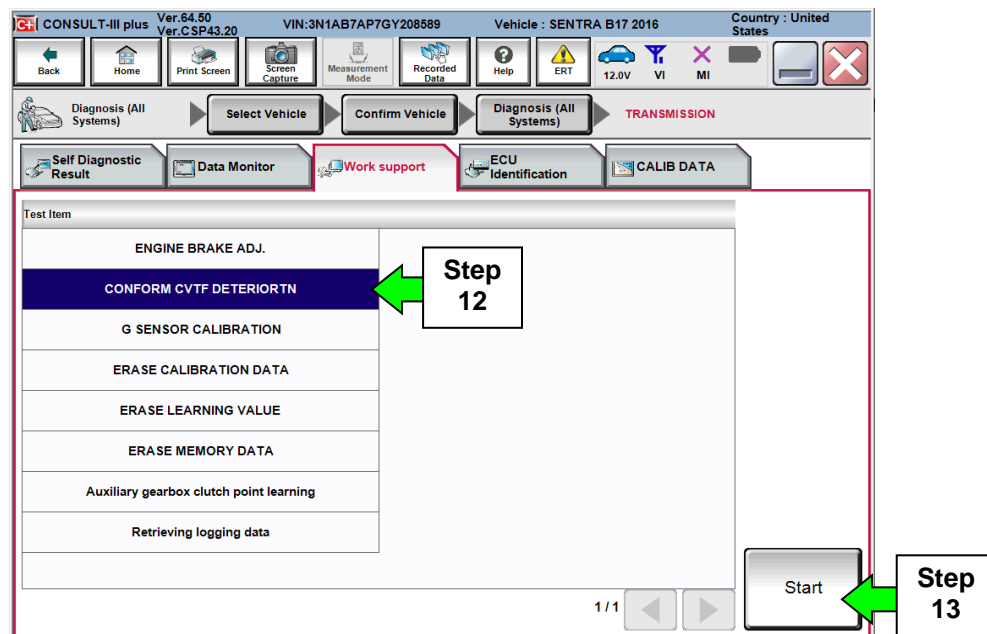 CONSULT-III plus Ver.64.50 VIN:3N1AB7AP7GY208589 Vehicle : SENTRA B17 2016 Country : United
Ver.CSP43.20 States
Back Home Print Screen Screen Capture Measurement Mode Recorded Data Help ERT 12.0V VI MI
Diagnosis (All Systems) Select Vehicle Confirm Vehicle Diagnosis (All Systems) TRANSMISSION
Self Diagnostic Result Data Monitor Work support ECU Identification CALIB DATA
Test Item
ENGINE BRAKE ADJ.
CONFORM CVTF DETERIORTN
Step
12
G SENSOR CALIBRATION
ERASE CALIBRATION DATA
ERASE LEARNING VALUE
ERASE MEMORY DATA
Auxiliary gearbox clutch point learning
Retrieving logging data
1/1
Start
Step
13